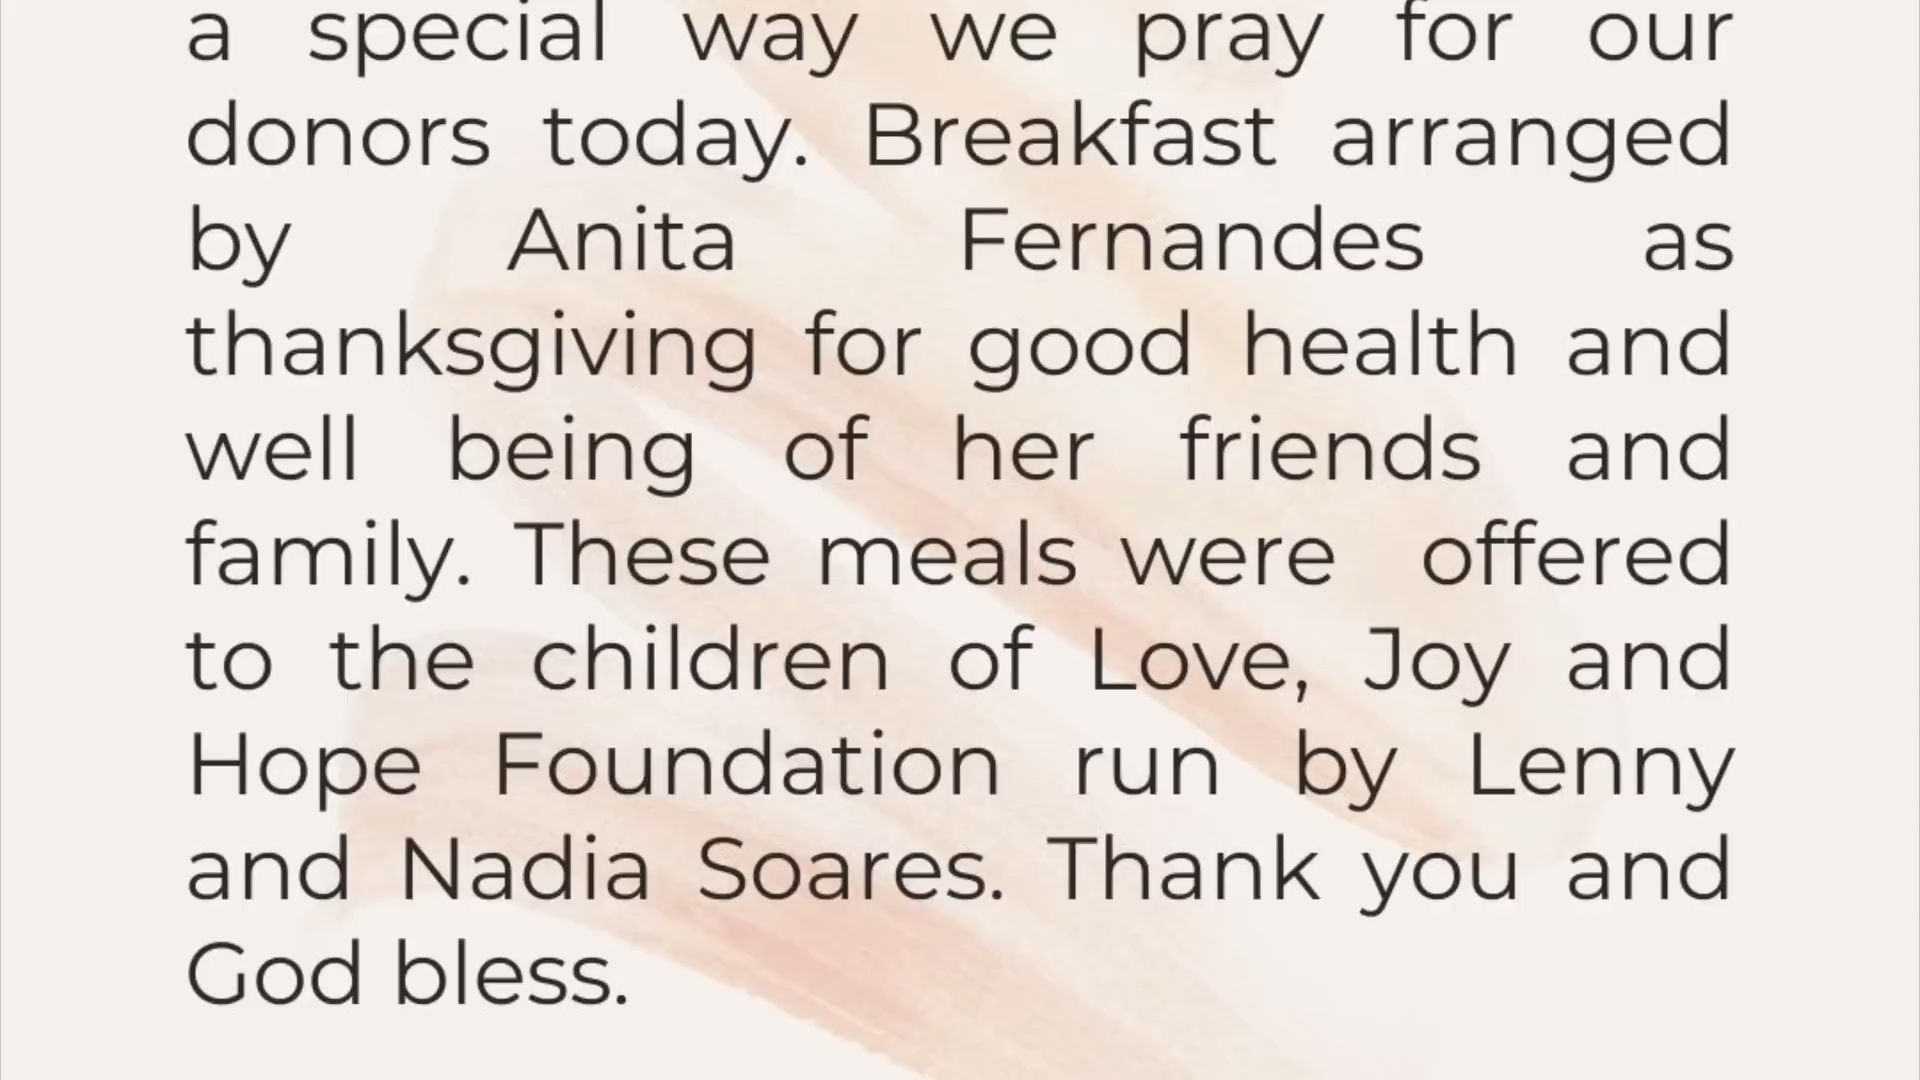 a special way we pray for our
donors today. Breakfast arranged
by Anita Fernandes as
thanksgiving for good health and
well being of her friends and
family. These meals were offered
to the children of Love, Joy and
Hope Foundation run by Lenny
and Nadia Soares. Thank you and
God bless.